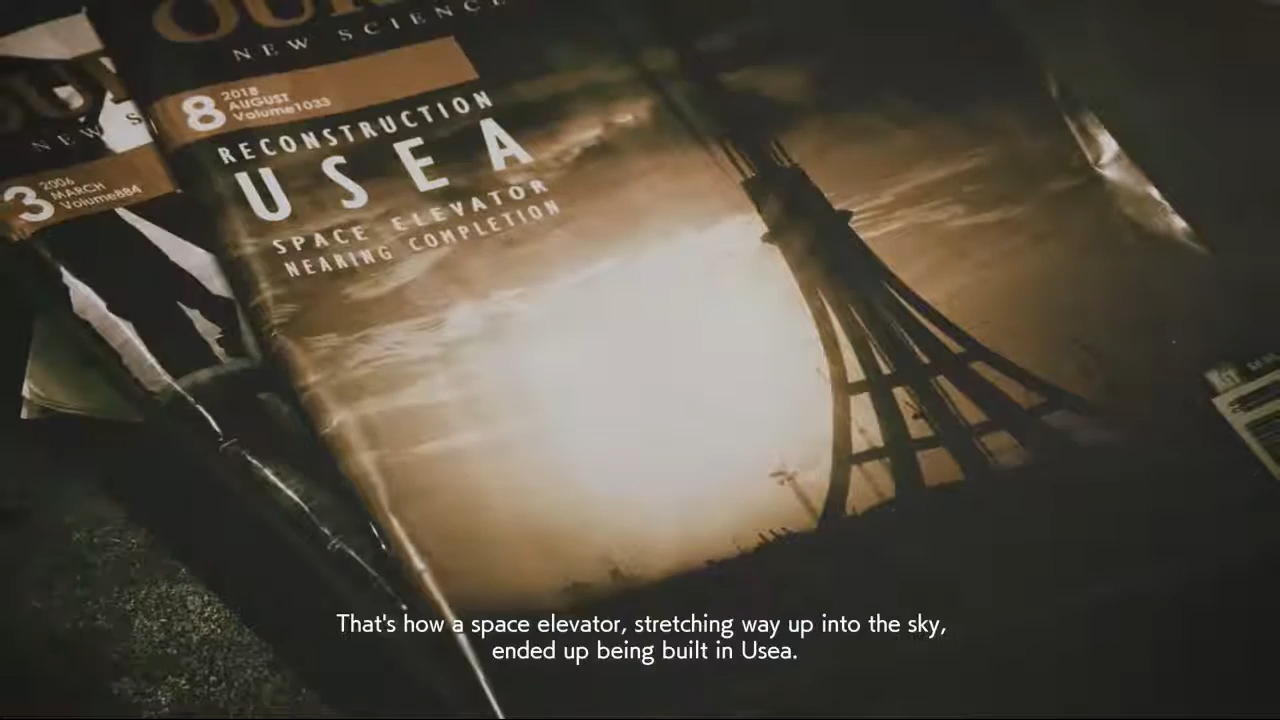 NEW SCIENCE
8
2018
AUGUST
Volume1033
RECONSTRUCTION
USEA
SPACE ELEVATOR
NEARING COMPLETION
NEWS
3
2006
MARCH
Volume884
That's how a space elevator, stretching way up into the sky,
ended up being built in Usea.